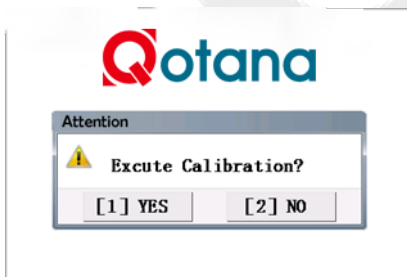 Qotana
Attention
Excute Calibration?
[1] YES [2] NO